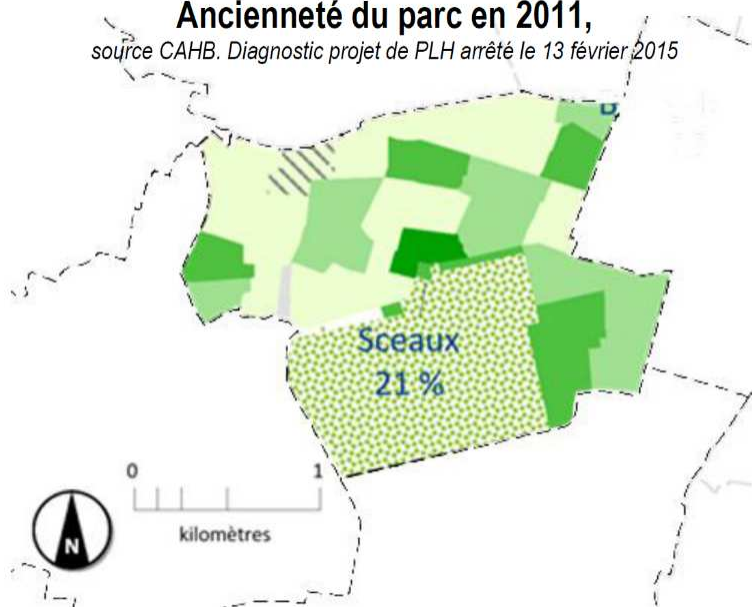 Ancienneté du parc en 2011,
source CAHB. Diagnostic projet de PLH arrêté le 13 février 2015
B
Sceaux
21 %
0 1
kilomètres
N